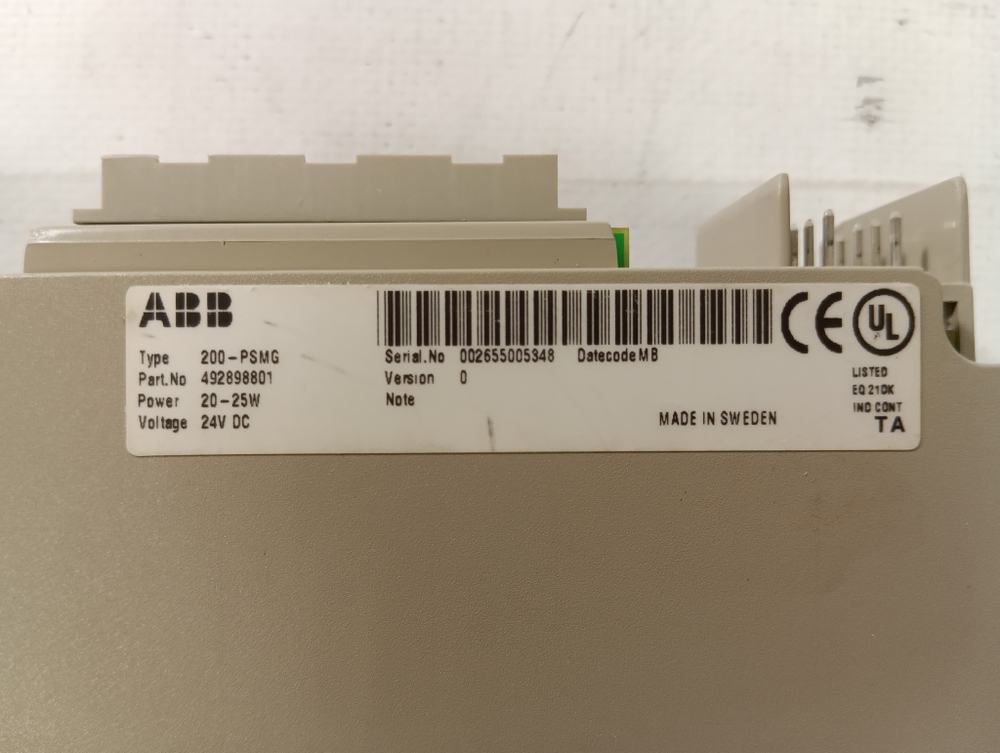 ABB
Type 200-PSMG
Part.No 492898801
Power 20-25W
Voltage 24V DC
Serial.No 002655005348 Datecode MB
Version 0
Note
MADE IN SWEDEN
CE
UL
LISTED
EQ 21DK
IND CONT
TA